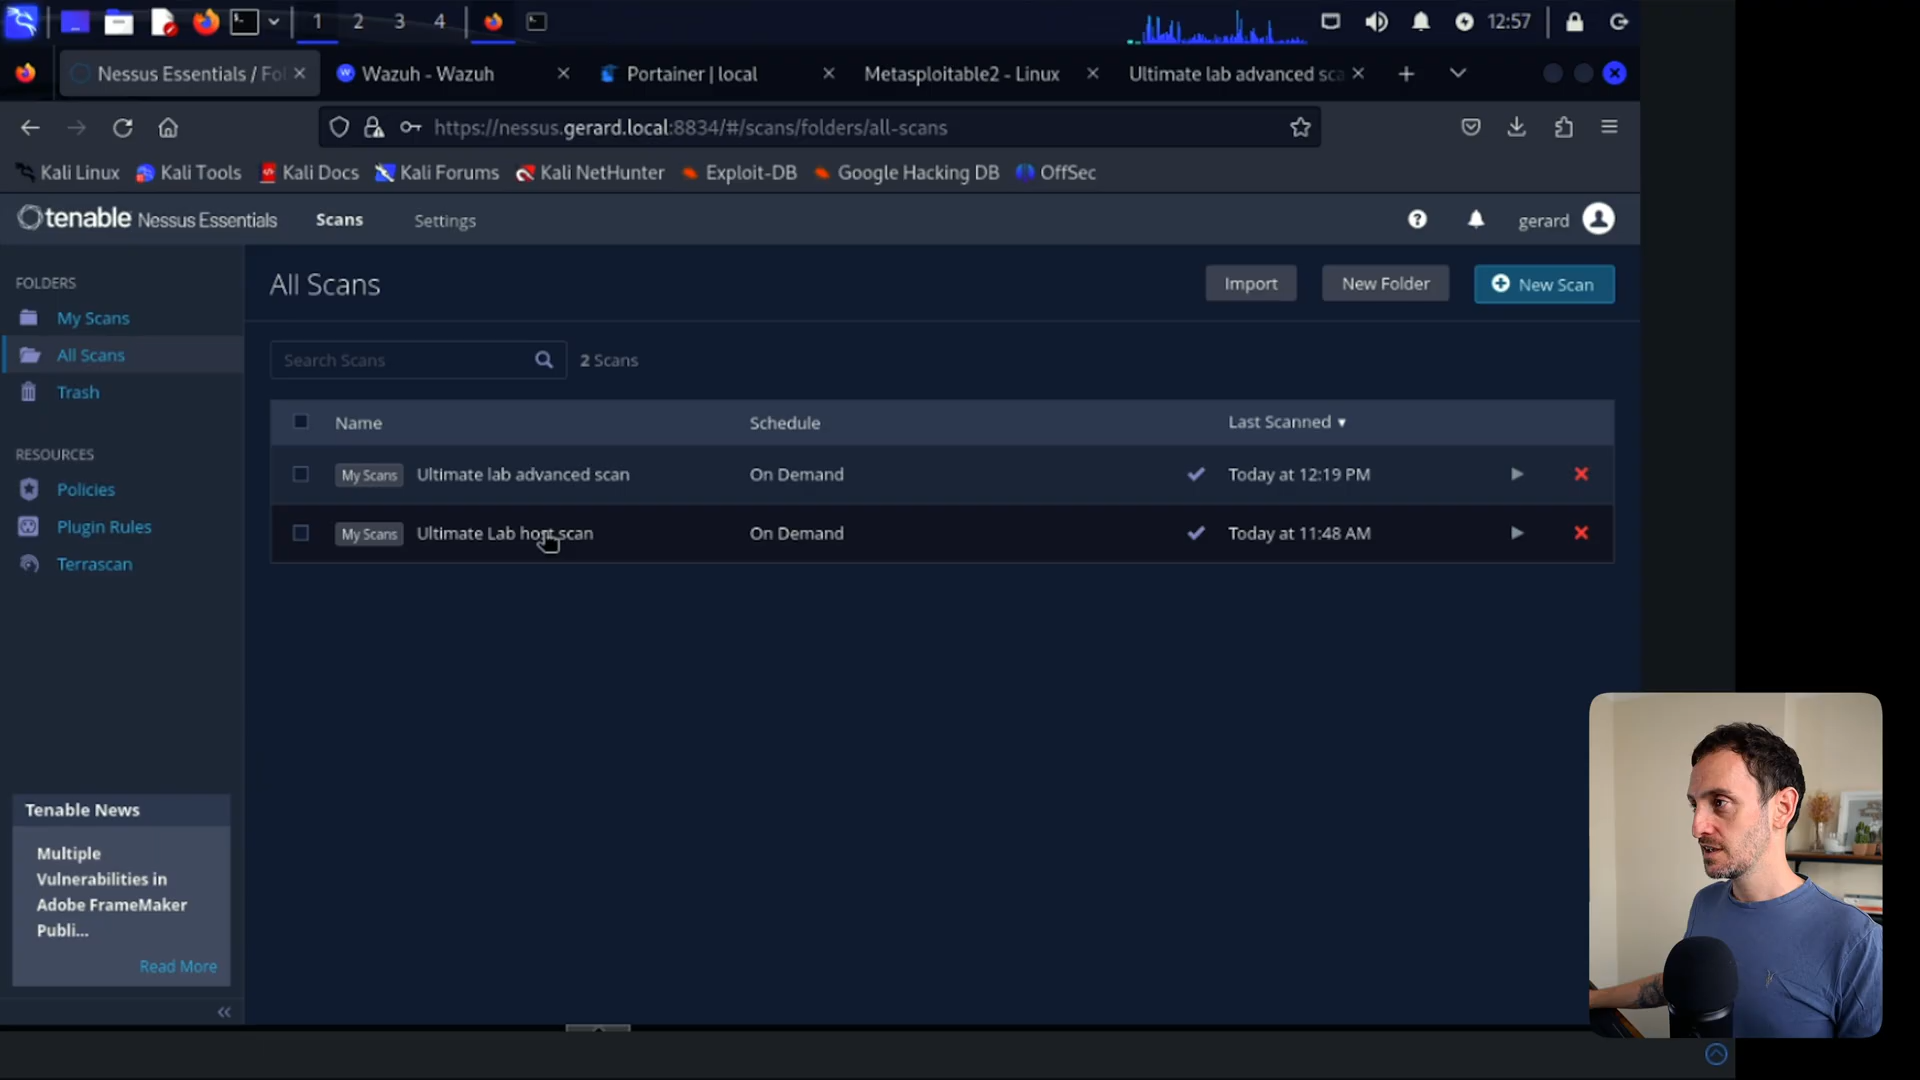 1 2 3 4 12:57
Nessus Essentials / Fol Wazuh - Wazuh Portainer | local Metasploitable2 - Linux Ultimate lab advanced sca
https://nessus.gerard.local:8834/#/scans/folders/all-scans
Kali Linux Kali Tools Kali Docs Kali Forums Kali NetHunter Exploit-DB Google Hacking DB OffSec
tenable Nessus Essentials Scans Settings gerard
FOLDERS
My Scans
All Scans
Trash
RESOURCES
Policies
Plugin Rules
Terrascan
All Scans Import New Folder New Scan
Search Scans 2 Scans
Name Schedule Last Scanned
My Scans Ultimate lab advanced scan On Demand Today at 12:19 PM
My Scans Ultimate Lab host scan On Demand Today at 11:48 AM
Tenable News
Multiple
Vulnerabilities in
Adobe FrameMaker
Publi...
Read More